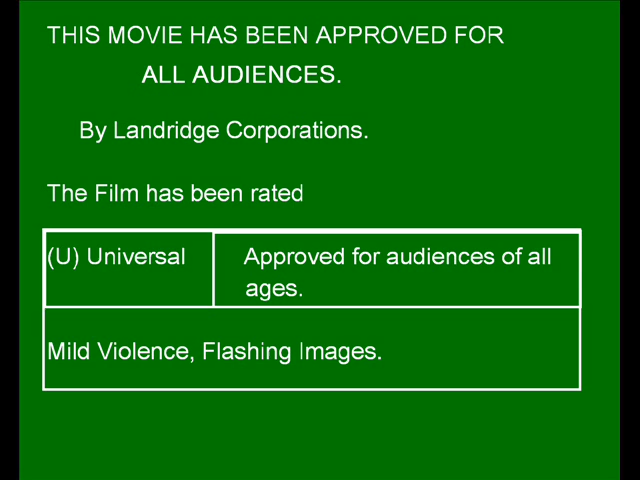 THIS MOVIE HAS BEEN APPROVED FOR
ALL AUDIENCES.
By Landridge Corporations.
The Film has been rated
(U) Universal
Approved for audiences of all
ages.
Mild Violence, Flashing Images.